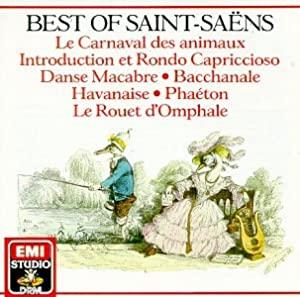 BEST OF SAINT-SAËNS
Le Carnaval des animaux
Introduction et Rondo Capriccioso
Danse Macabre • Bacchanale
Havanaise • Phaéton
Le Rouet d'Omphale
EMI
STUDIO
DRM